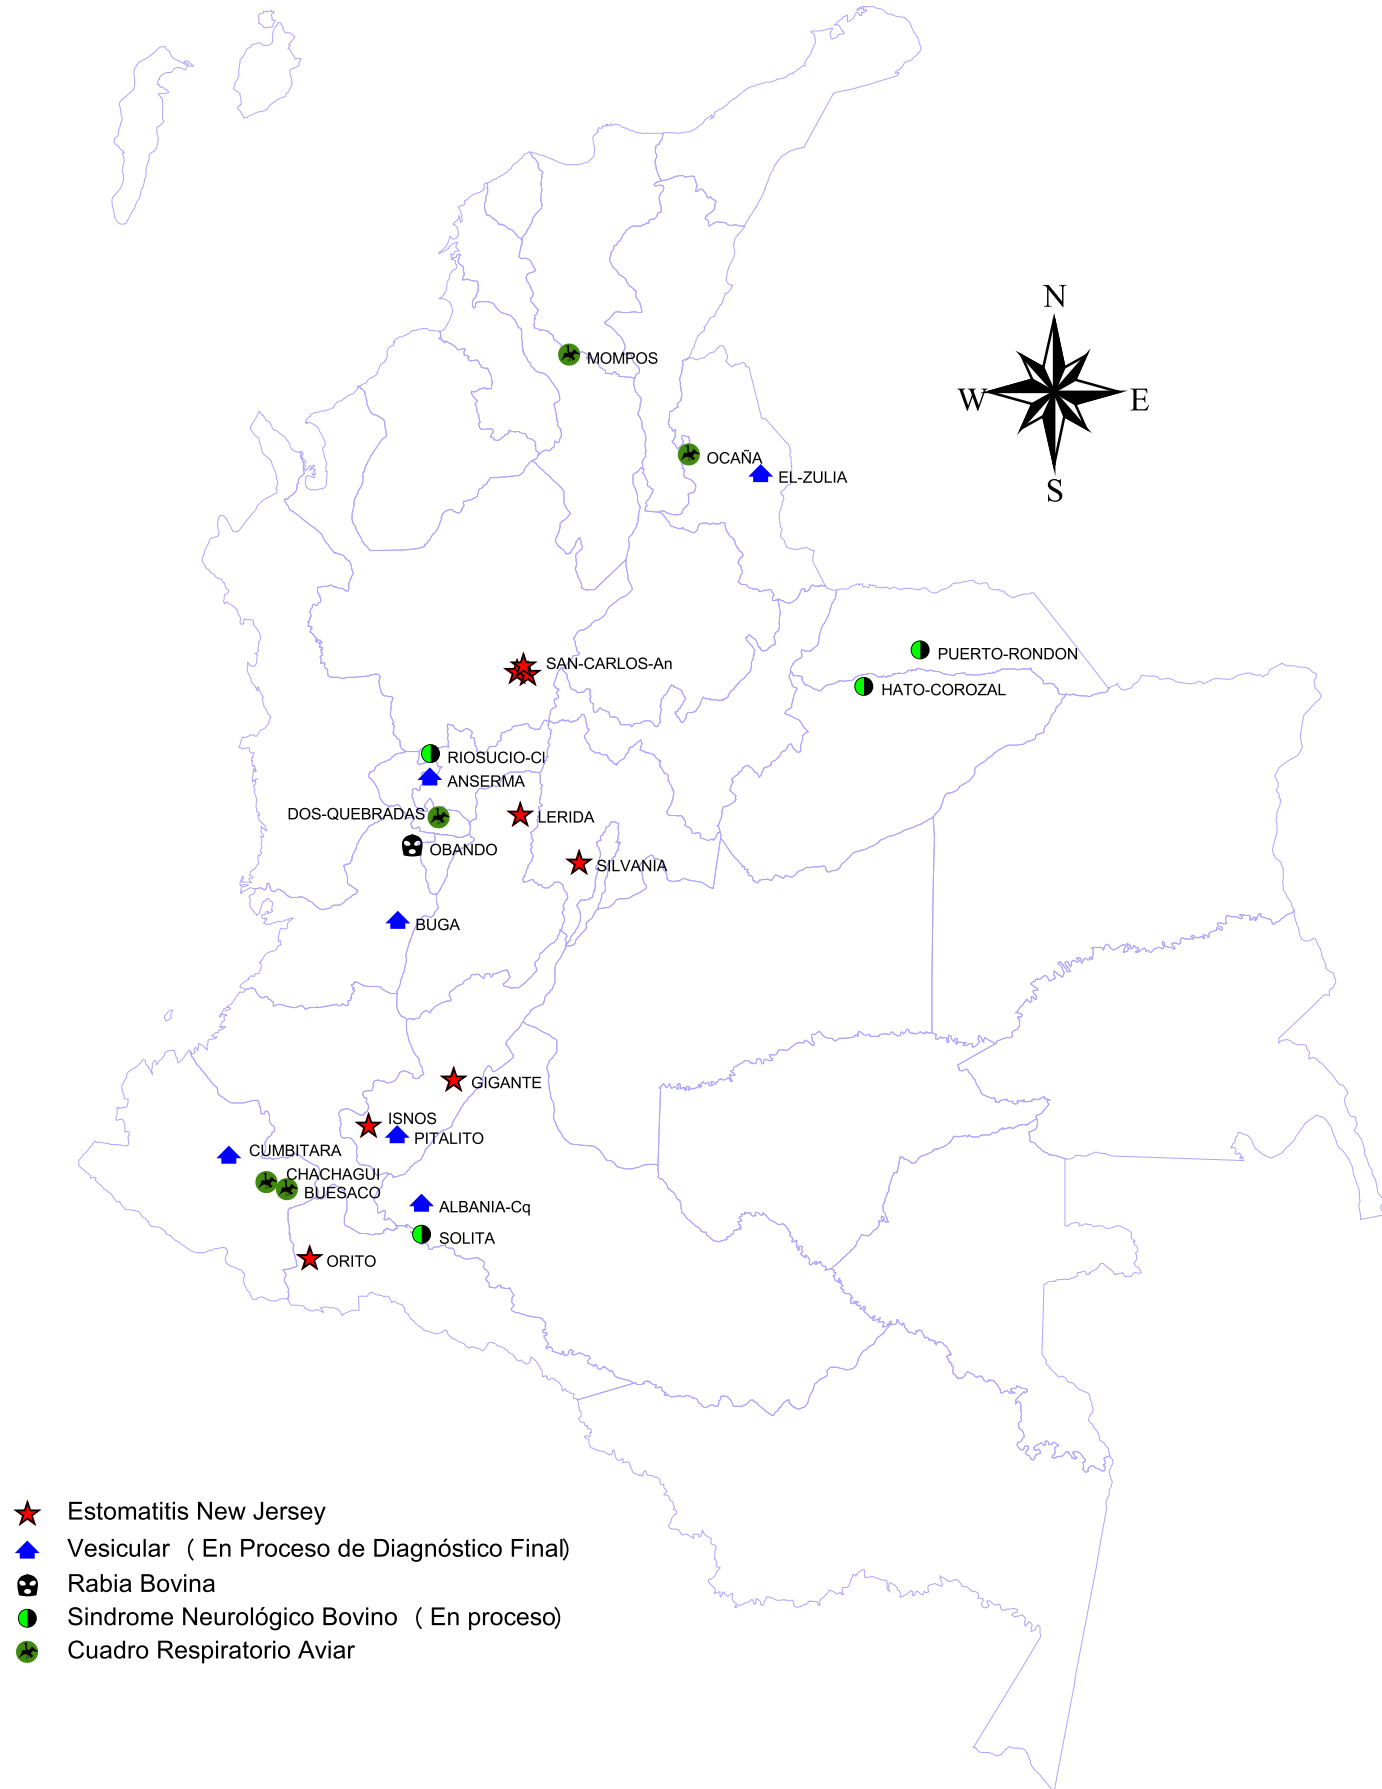 N
W
E
S
MOMPOS
OCAÑA
EL-ZULIA
PUERTO-RONDON
SAN-CARLOS-An
HATO-COROZAL
RIOSUCIO-Cl
ANSERMA
DOS-QUEBRADAS
LERIDA
OBANDO
SILVANIA
BUGA
GIGANTE
ISNOS
PITALITO
CUMBITARA
CHACHAGUI
BUESACO
ALBANIA-Cq
SOLITA
ORITO
Estomatitis New Jersey
Vesicular ( En Proceso de Diagnóstico Final)
Rabia Bovina
Sindrome Neurológico Bovino ( En proceso)
Cuadro Respiratorio Aviar